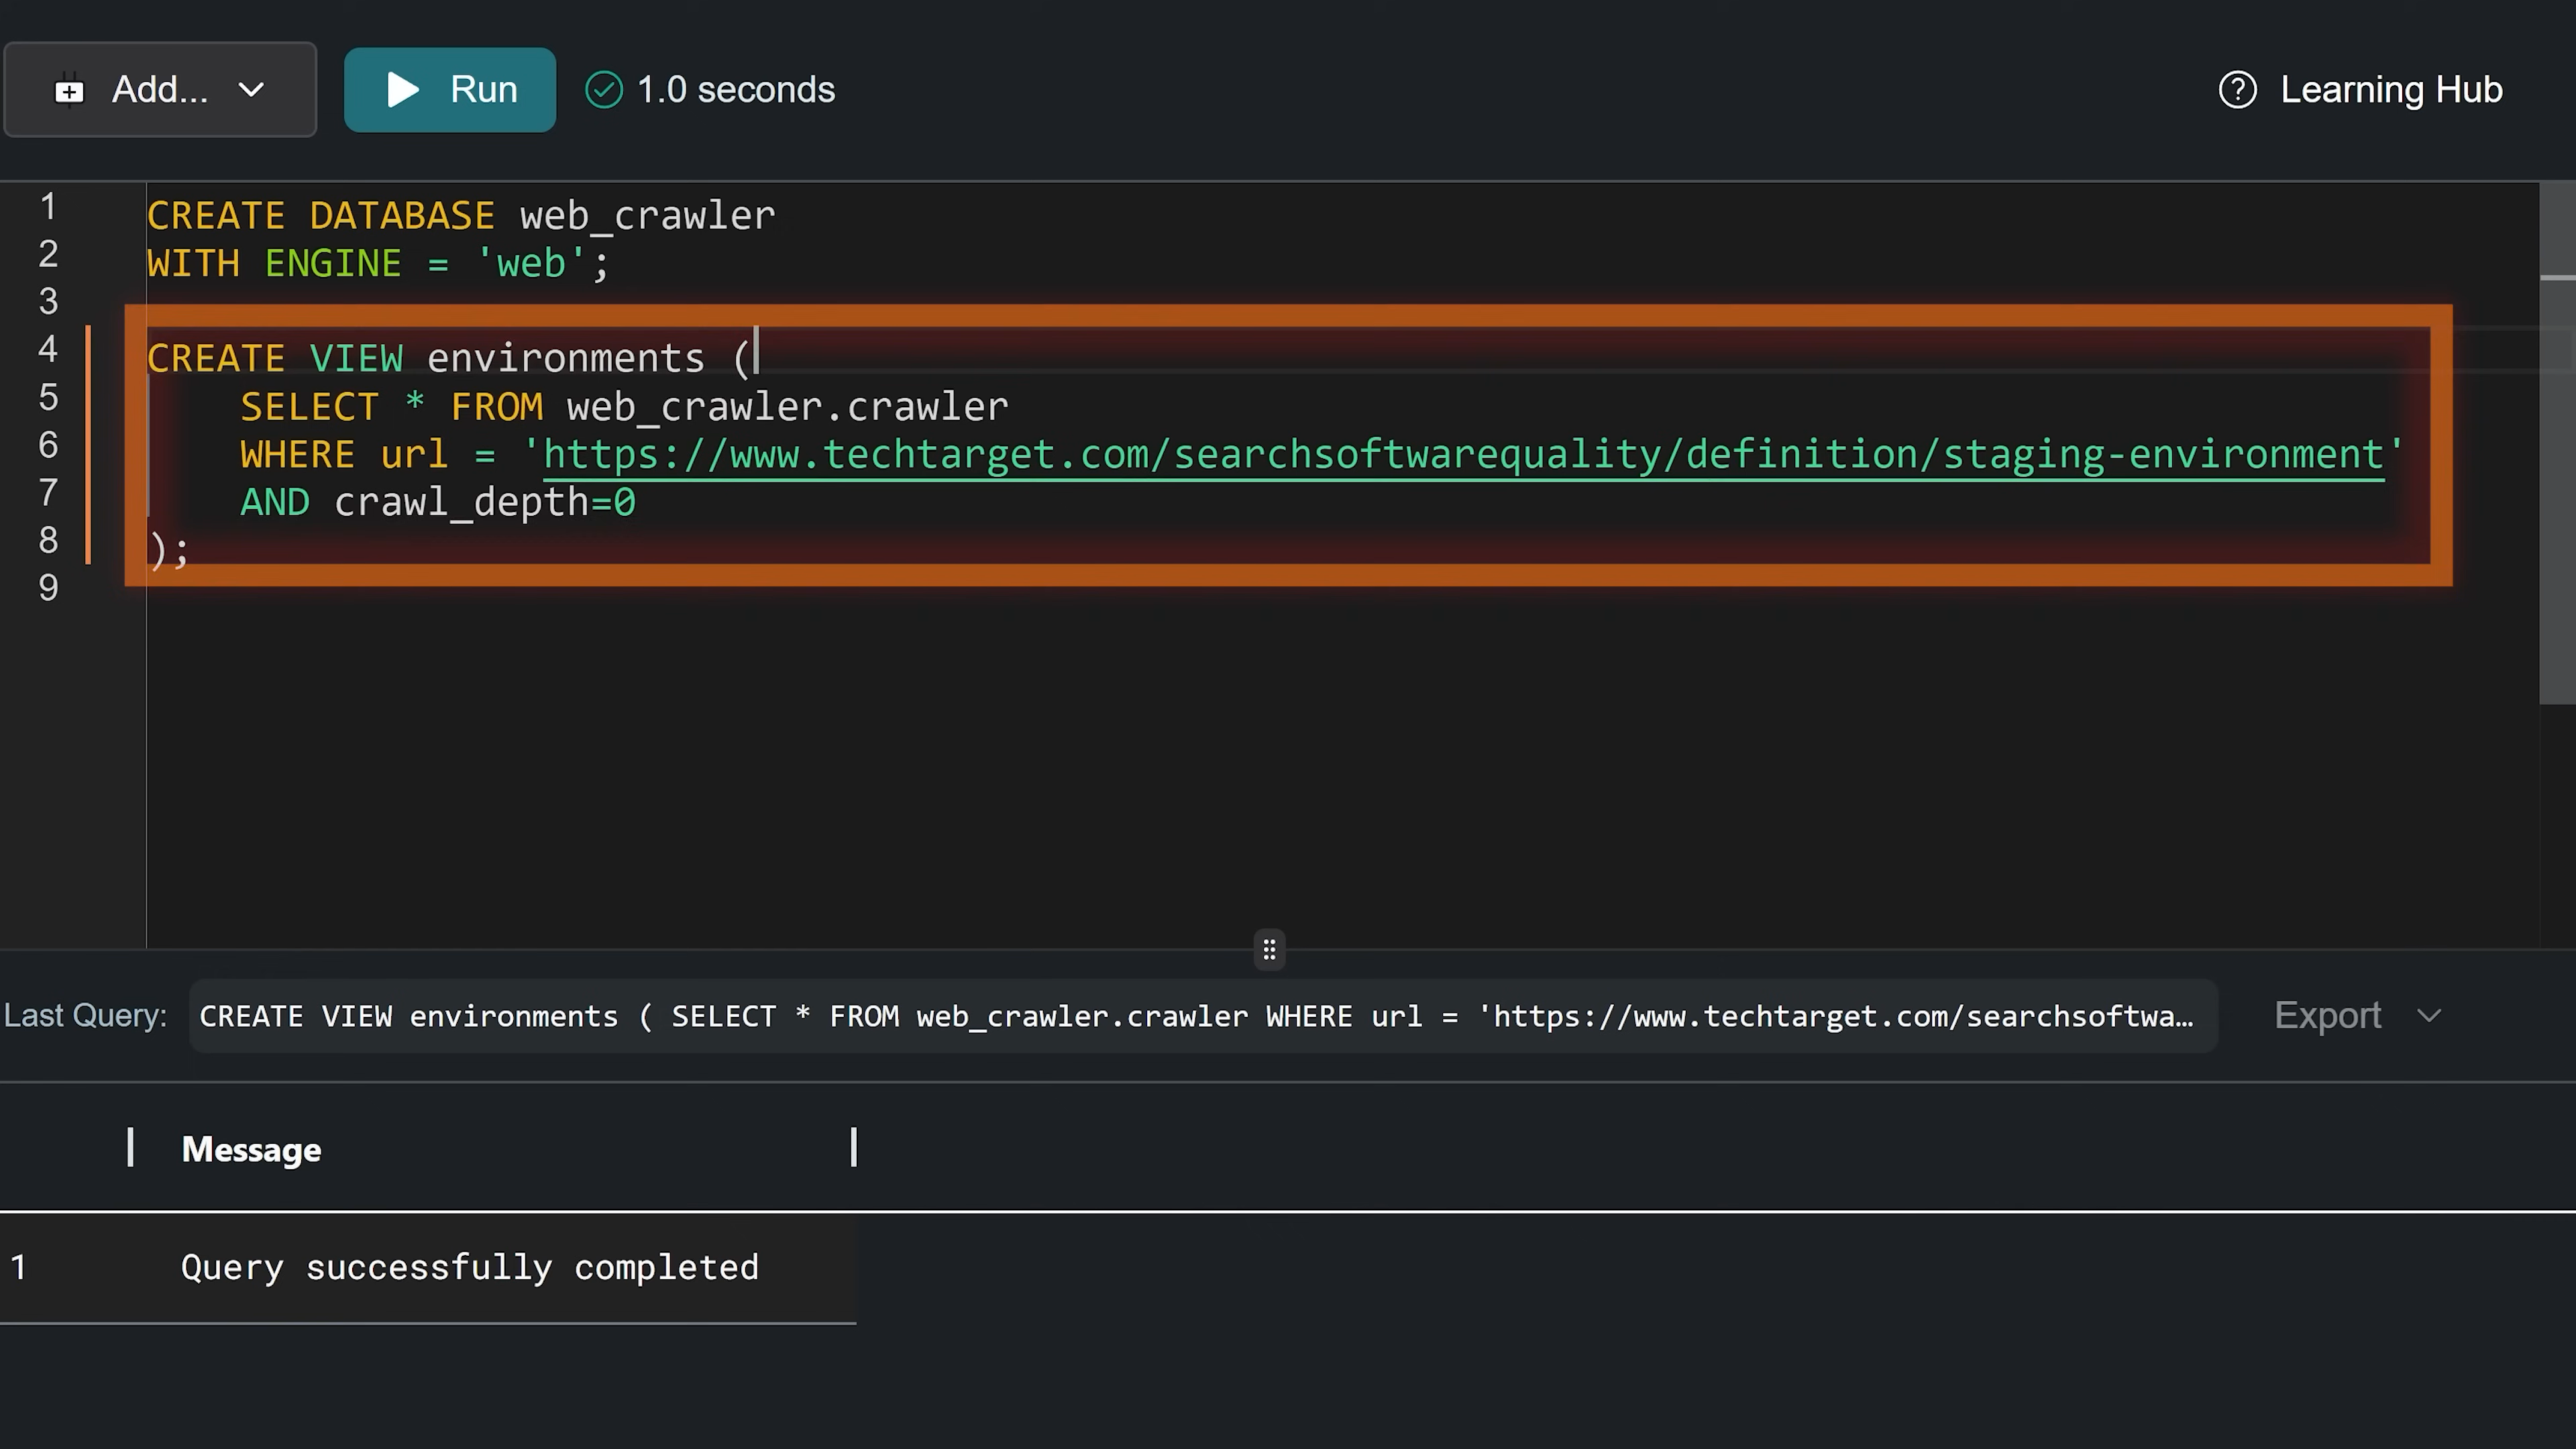 Add...
Run
1.0 seconds
Learning Hub
1 CREATE DATABASE web_crawler
2 WITH ENGINE = 'web';
3
4 CREATE VIEW environments (
5 SELECT * FROM web_crawler.crawler
6 WHERE url = 'https://www.techtarget.com/searchsoftwarequality/definition/staging-environment'
7 AND crawl_depth=0
8 );
9
Last Query: CREATE VIEW environments ( SELECT * FROM web_crawler.crawler WHERE url = 'https://www.techtarget.com/searchsoftwa…
Export
Message
1 Query successfully completed